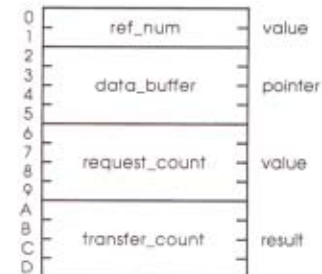 0
1
ref_num
value
2
3
4
5
data_buffer
pointer
6
7
8
9
request_count
value
A
B
C
D
transfer_count
result